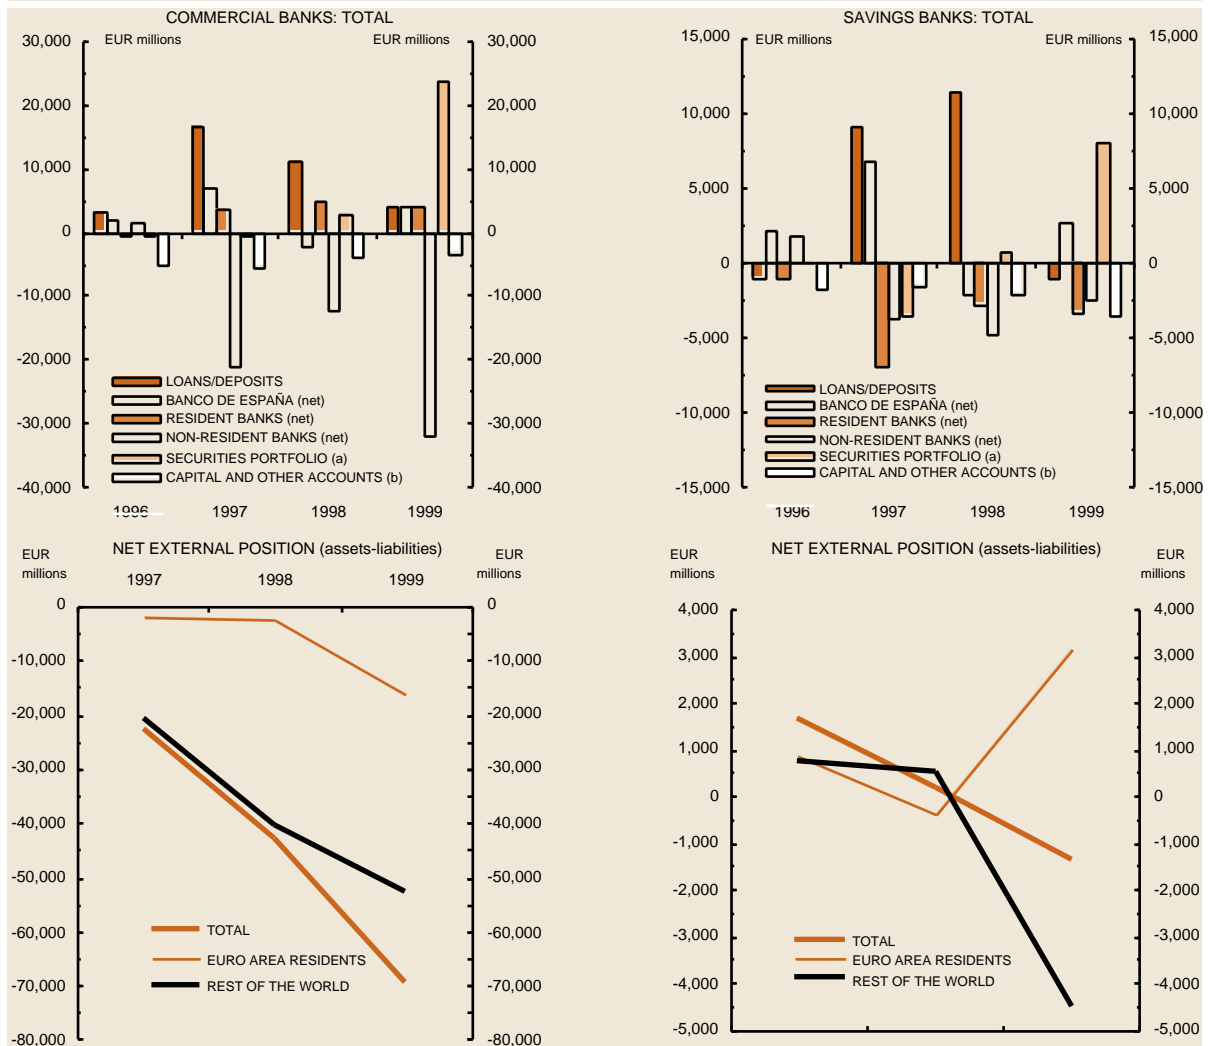 COMMERCIAL BANKS: TOTAL
EUR millions EUR millions
30,000 30,000
20,000 20,000
10,000 10,000
0 0
-10,000 -10,000
-20,000 -20,000
-30,000 -30,000
-40,000 -40,000
LOANS/DEPOSITS
BANCO DE ESPAÑA (net)
RESIDENT BANKS (net)
NON-RESIDENT BANKS (net)
SECURITIES PORTFOLIO (a)
CAPITAL AND OTHER ACCOUNTS (b)
1996 1997 1998 1999
SAVINGS BANKS: TOTAL
EUR millions EUR millions
15,000 15,000
10,000 10,000
5,000 5,000
0 0
-5,000 -5,000
-10,000 -10,000
-15,000 -15,000
LOANS/DEPOSITS
BANCO DE ESPAÑA (net)
RESIDENT BANKS (net)
NON-RESIDENT BANKS (net)
SECURITIES PORTFOLIO (a)
CAPITAL AND OTHER ACCOUNTS (b)
1996 1997 1998 1999
NET EXTERNAL POSITION (assets-liabilities)
EUR EUR
millions millions
1997 1998 1999
0 0
-10,000 -10,000
-20,000 -20,000
-30,000 -30,000
-40,000 -40,000
-50,000 -50,000
-60,000 -60,000
-70,000 -70,000
-80,000 -80,000
TOTAL
EURO AREA RESIDENTS
REST OF THE WORLD
NET EXTERNAL POSITION (assets-liabilities)
EUR EUR
millions millions
4,000 4,000
3,000 3,000
2,000 2,000
1,000 1,000
0 0
-1,000 -1,000
-2,000 -2,000
-3,000 -3,000
-4,000 -4,000
-5,000 -5,000
TOTAL
EURO AREA RESIDENTS
REST OF THE WORLD